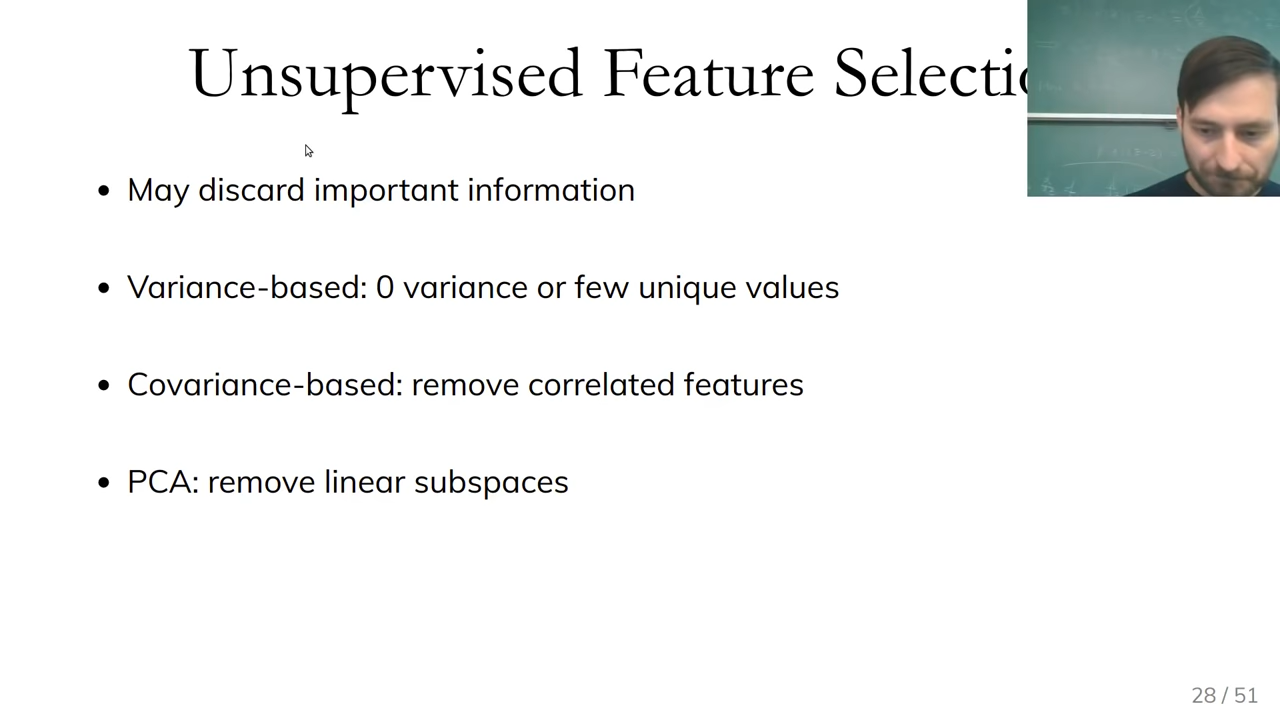 Unsupervised Feature Selectio
• May discard important information
• Variance-based: 0 variance or few unique values
• Covariance-based: remove correlated features
• PCA: remove linear subspaces
28 / 51